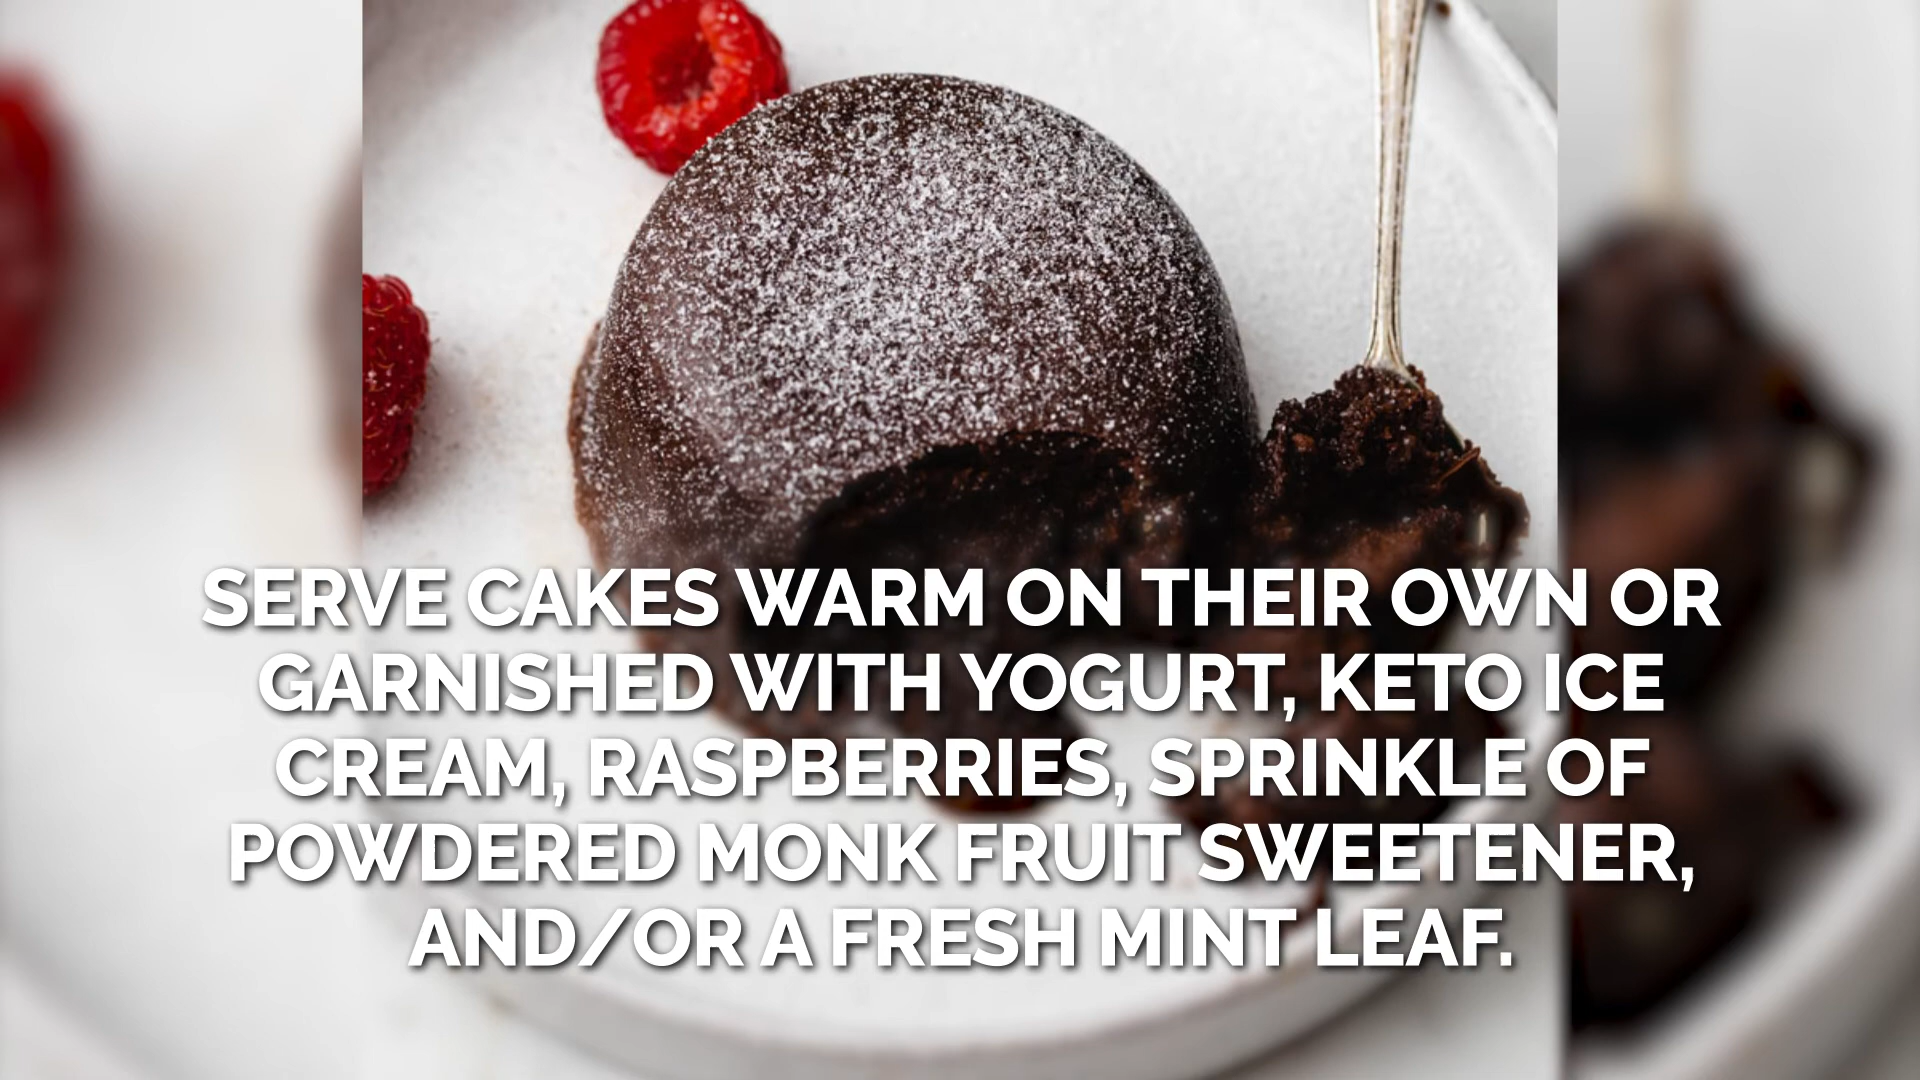 SERVE CAKES WARM ON THEIR OWN OR
GARNISHED WITH YOGURT, KETO ICE
CREAM, RASPBERRIES, SPRINKLE OF
POWDERED MONK FRUIT SWEETENER,
AND/OR A FRESH MINT LEAF.